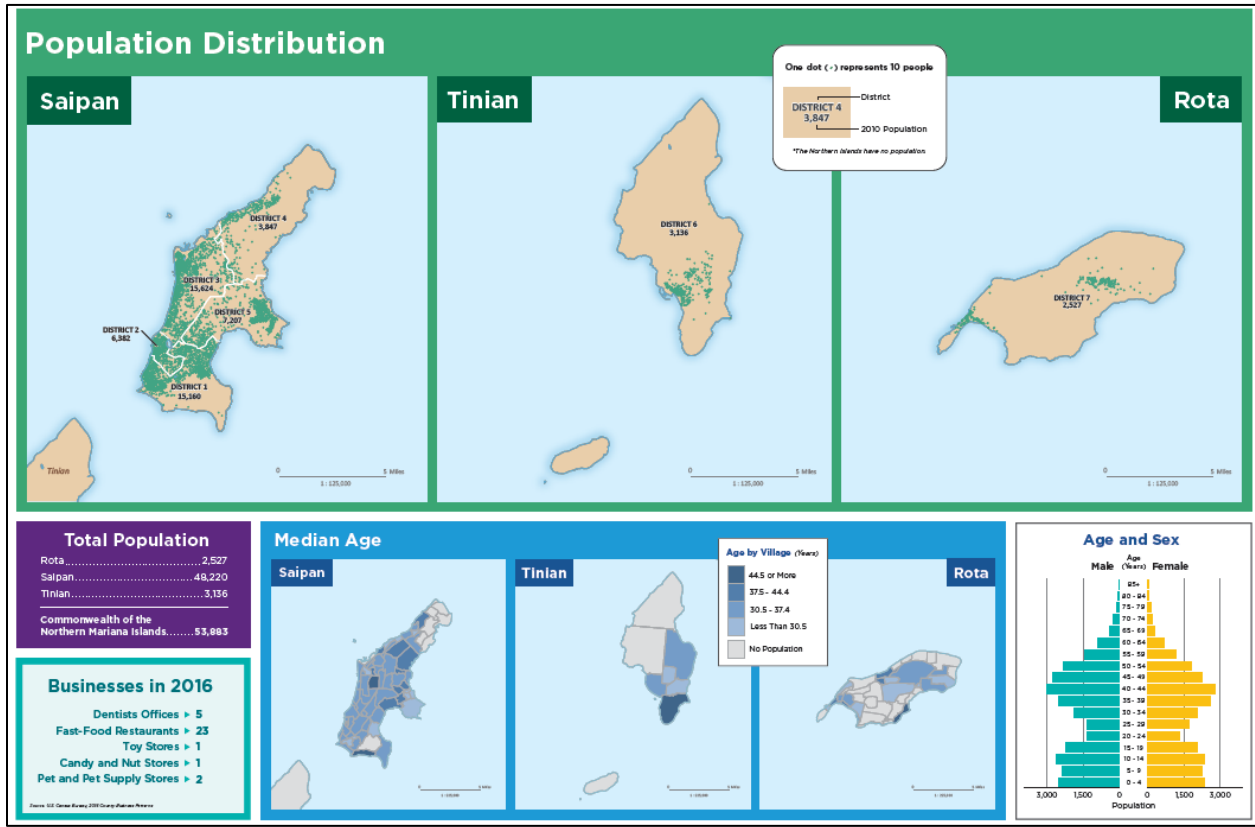 Population Distribution
Saipan
Tinian
Rota
One dot (•) represents 10 people
DISTRICT 4
3,847
District
2010 Population
*The Northern Islands have no population.
DISTRICT 4
3,847
DISTRICT 3
15,624
DISTRICT 5
7,207
DISTRICT 2
6,382
DISTRICT 1
15,160
Tinian
0 5 Miles
1 : 125,000
DISTRICT 6
3,136
0 5 Miles
1 : 125,000
DISTRICT 7
2,527
0 5 Miles
1 : 125,000
Total Population
Rota 2,527
Saipan 48,220
Tinian 3,136
Commonwealth of the
Northern Mariana Islands 53,883
Businesses in 2016
Dentists Offices ▶ 5
Fast-Food Restaurants ▶ 23
Toy Stores ▶ 1
Candy and Nut Stores ▶ 1
Pet and Pet Supply Stores ▶ 2
Median Age
Saipan
Tinian
Rota
Age by Village (Years)
44.5 or More
37.5 - 44.4
30.5 - 37.4
Less Than 30.5
No Population
Age and Sex
Male Age (Years) Female
85+
80 - 84
75 - 79
70 - 74
65 - 69
60 - 64
55 - 59
50 - 54
45 - 49
40 - 44
35 - 39
30 - 34
25 - 29
20 - 24
15 - 19
10 - 14
5 - 9
0 - 4
3,000 1,500 0 0 1,500 3,000
Population